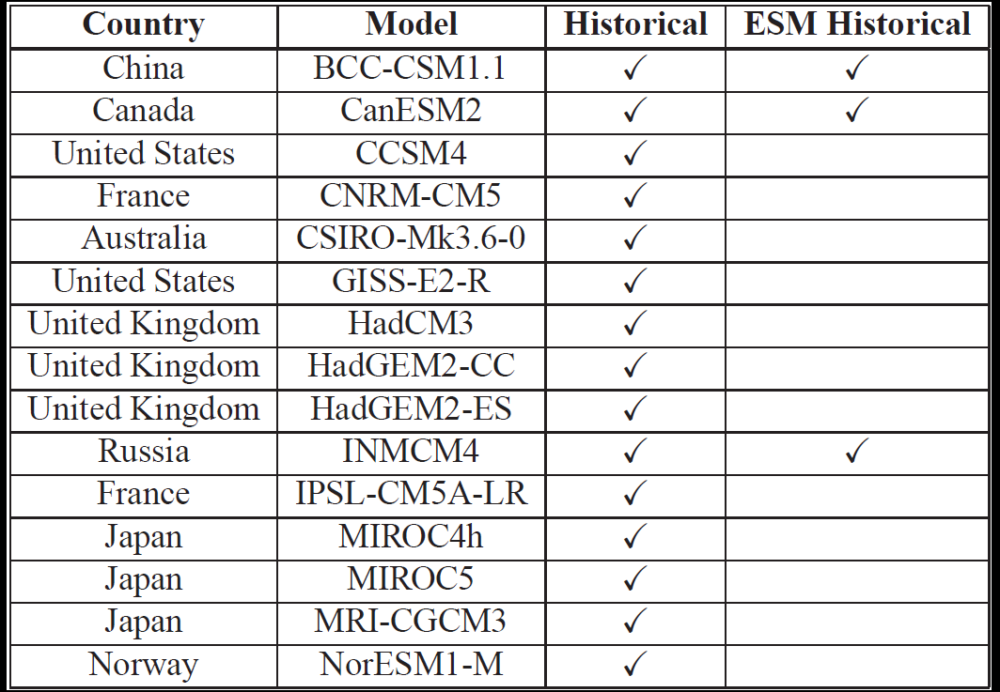 Country Model Historical ESM Historical
China BCC-CSM1.1 ✓ ✓
Canada CanESM2 ✓ ✓
United States CCSM4 ✓
France CNRM-CM5 ✓
Australia CSIRO-Mk3.6-0 ✓
United States GISS-E2-R ✓
United Kingdom HadCM3 ✓
United Kingdom HadGEM2-CC ✓
United Kingdom HadGEM2-ES ✓
Russia INMCM4 ✓ ✓
France IPSL-CM5A-LR ✓
Japan MIROC4h ✓
Japan MIROC5 ✓
Japan MRI-CGCM3 ✓
Norway NorESM1-M ✓